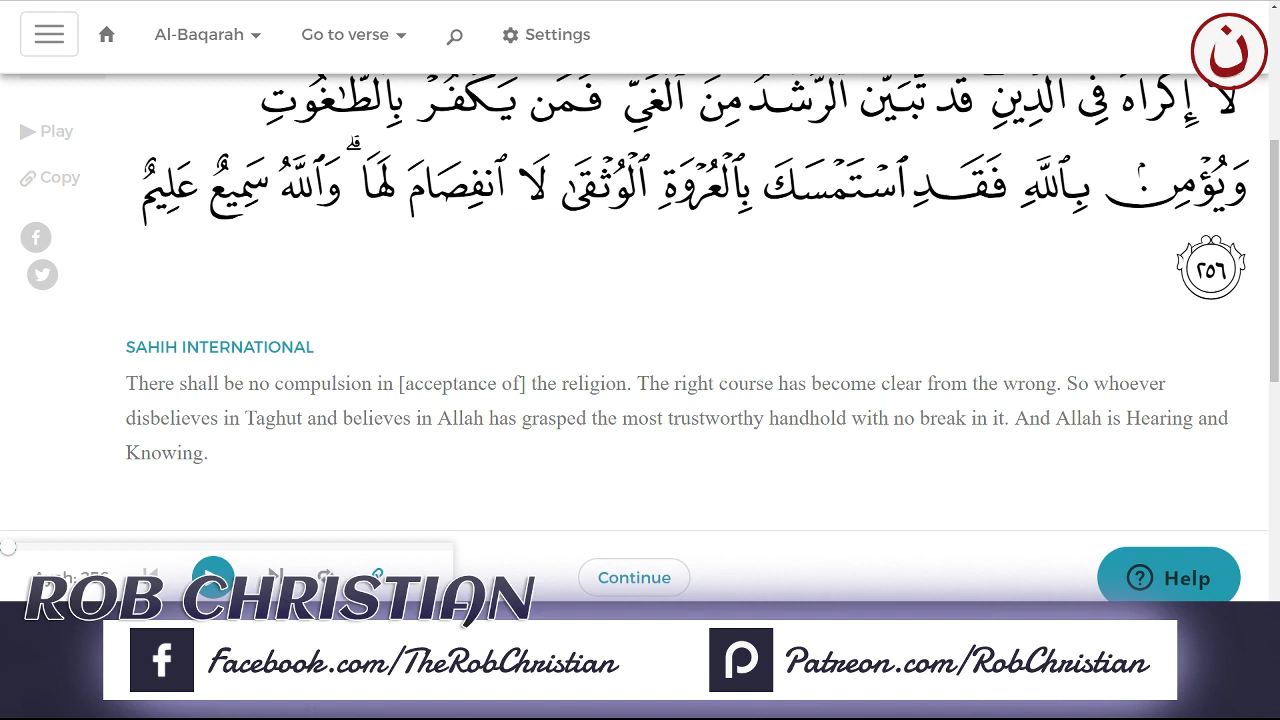 Al-Baqarah
Go to verse
Settings
ن
لَآ إِكْرَاهَ فِى ٱلدِّينِ ۖ قَد تَّبَيَّنَ ٱلرُّشْدُ مِنَ ٱلْغَىِّ ۚ فَمَن يَكْفُرْ بِٱلطَّـٰغُوتِ
وَيُؤْمِنۢ بِٱللَّهِ فَقَدِ ٱسْتَمْسَكَ بِٱلْعُرْوَةِ ٱلْوُثْقَىٰ لَا ٱنفِصَامَ لَهَا ۗ وَٱللَّهُ سَمِيعٌ عَلِيمٌ
٢٥٦
Play
Copy
SAHIH INTERNATIONAL
There shall be no compulsion in [acceptance of] the religion. The right course has become clear from the wrong. So whoever
disbelieves in Taghut and believes in Allah has grasped the most trustworthy handhold with no break in it. And Allah is Hearing and
Knowing.
Continue
Help
ROB CHRISTIAN
Facebook.com/TheRobChristian
Patreon.com/RobChristian